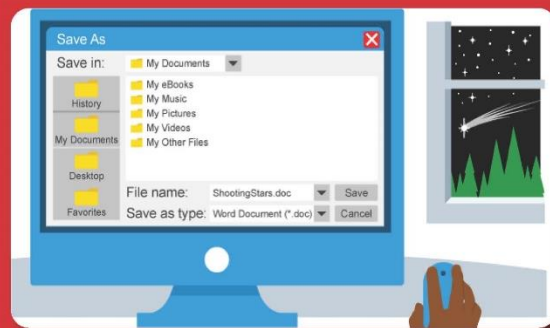 Save As
Save in: My Documents
History
My Documents
Desktop
Favorites
My eBooks
My Music
My Pictures
My Videos
My Other Files
File name: ShootingStars.doc Save
Save as type: Word Document (*.doc) Cancel